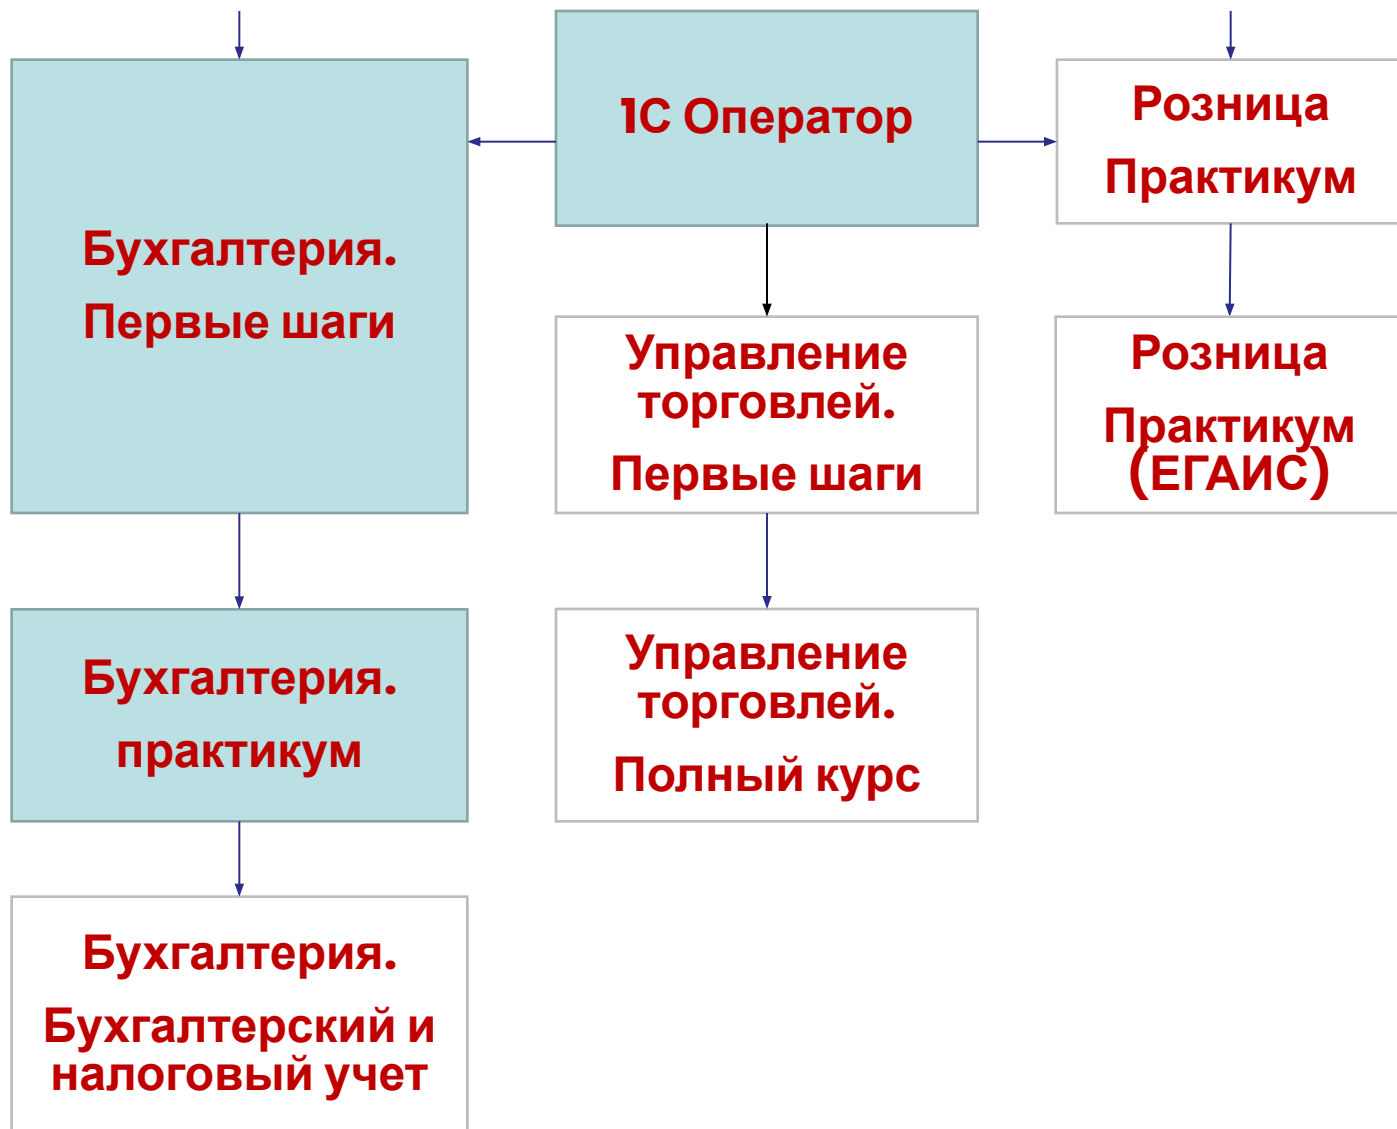 1С Оператор
Розница
Практикум
Бухгалтерия.
Первые шаги
Управление
торговлей.
Первые шаги
Розница
Практикум
(ЕГАИС)
Бухгалтерия.
практикум
Управление
торговлей.
Полный курс
Бухгалтерия.
Бухгалтерский и
налоговый учет